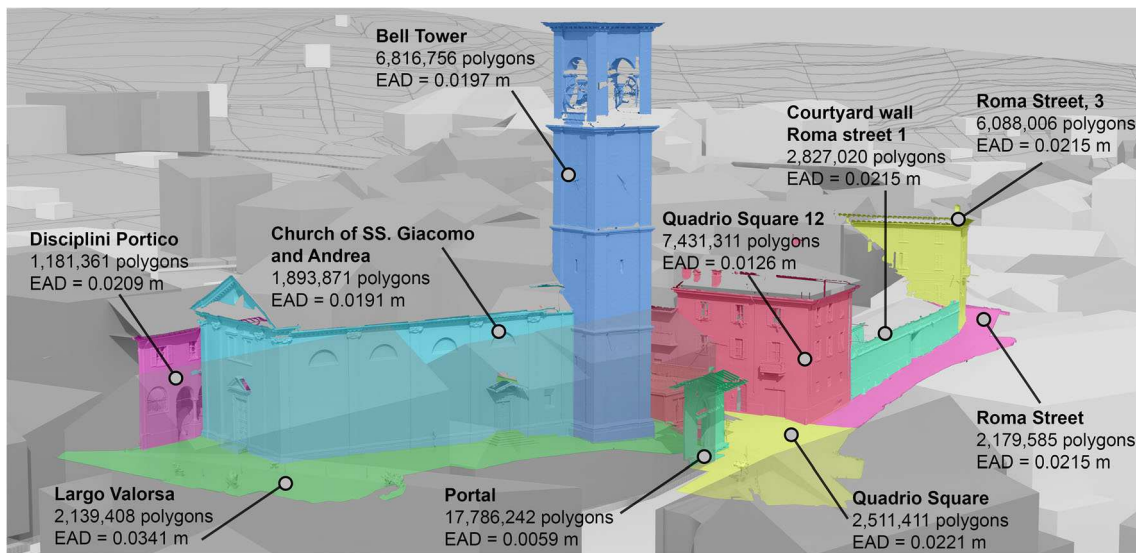 Bell Tower
6,816,756 polygons
EAD = 0.0197 m
Courtyard wall
Roma street 1
2,827,020 polygons
EAD = 0.0215 m
Roma Street, 3
6,088,006 polygons
EAD = 0.0215 m
Disciplini Portico
1,181,361 polygons
EAD = 0.0209 m
Church of SS. Giacomo
and Andrea
1,893,871 polygons
EAD = 0.0191 m
Quadrio Square 12
7,431,311 polygons
EAD = 0.0126 m
Largo Valorsa
2,139,408 polygons
EAD = 0.0341 m
Portal
17,786,242 polygons
EAD = 0.0059 m
Quadrio Square
2,511,411 polygons
EAD = 0.0221 m
Roma Street
2,179,585 polygons
EAD = 0.0215 m